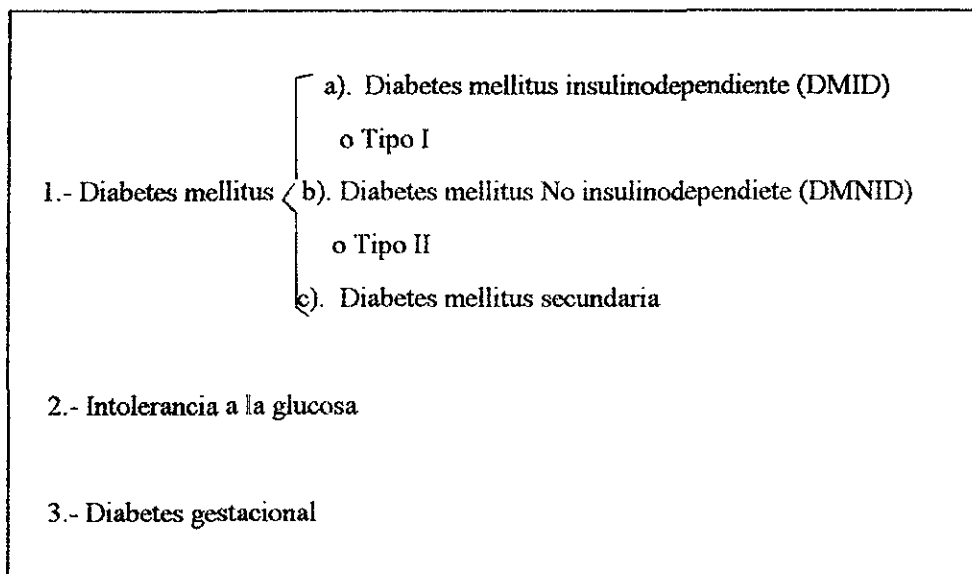 a). Diabetes mellitus insulinodependiente (DMID)
o Tipo I
1.- Diabetes mellitus b). Diabetes mellitus No insulinodependiete (DMNID)
o Tipo II
c). Diabetes mellitus secundaria
2.- Intolerancia a la glucosa
3.- Diabetes gestacional